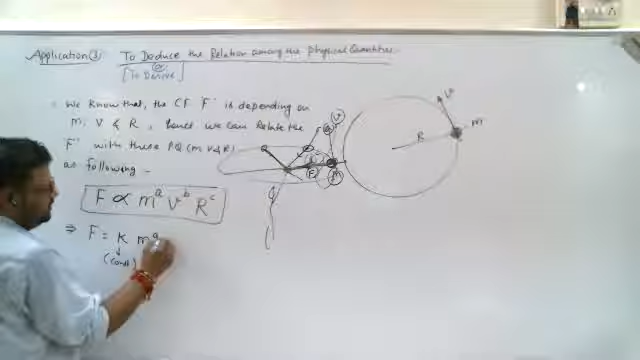 Application ③ To Deduce the Relation among the Physical Quantities
or
[To Derive]
We know that, the CF 'F' is depending on
m, V & R, hence we can relate the
'F' with these PQ (m, V & R)
as following -
F ∝ m^a V^b R^c
⇒ F = K m^a
(const)
V
m
R